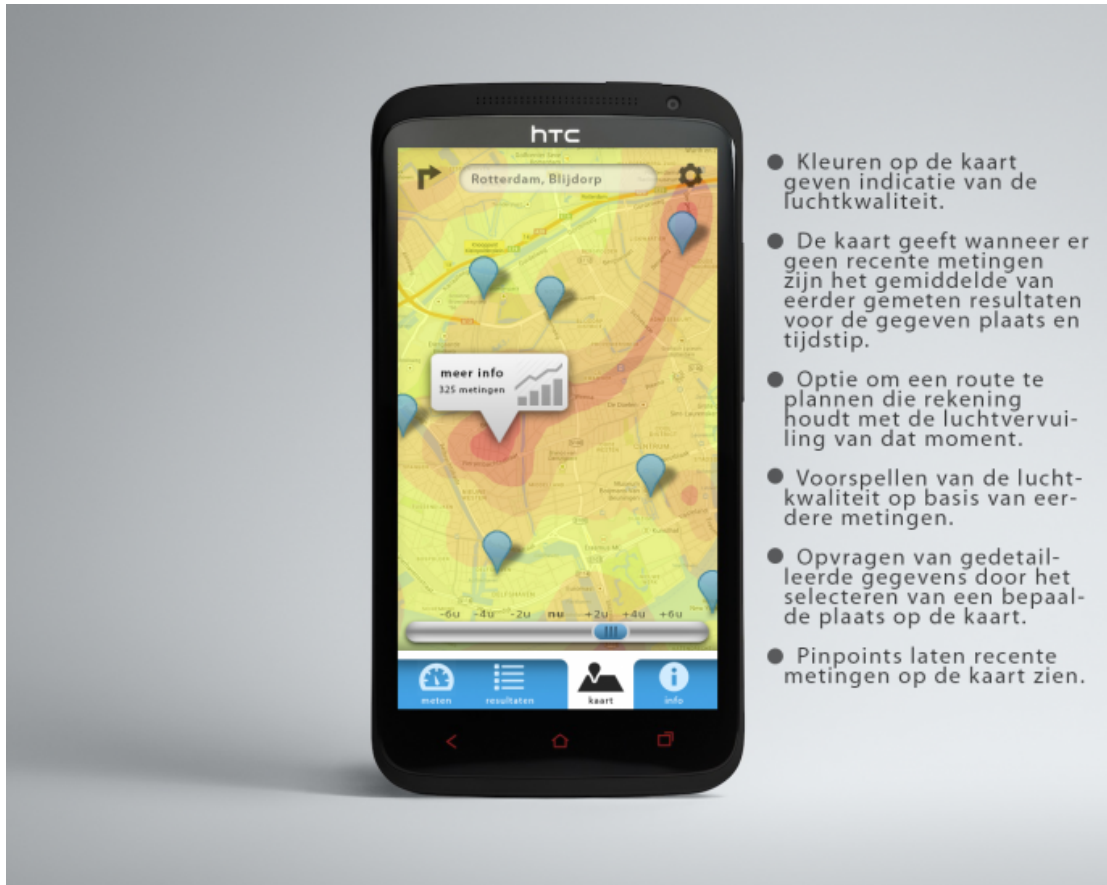 hTC
Rotterdam, Blijdorp
meer info
325 metingen
-6u -4u -2u nu +2u +4u +6u
meten resultaten kaart info
Kleuren op de kaart
geven indicatie van de
luchtkwaliteit.
De kaart geeft wanneer er
geen recente metingen
zijn het gemiddelde van
eerder gemeten resultaten
voor de gegeven plaats en
tijdstip.
Optie om een route te
plannen die rekening
houdt met de luchtvervui-
ling van dat moment.
Voorspellen van de lucht-
kwaliteit op basis van eer-
dere metingen.
Opvragen van gedetail-
leerde gegevens door het
selecteren van een bepaal-
de plaats op de kaart.
Pinpoints laten recente
metingen op de kaart zien.